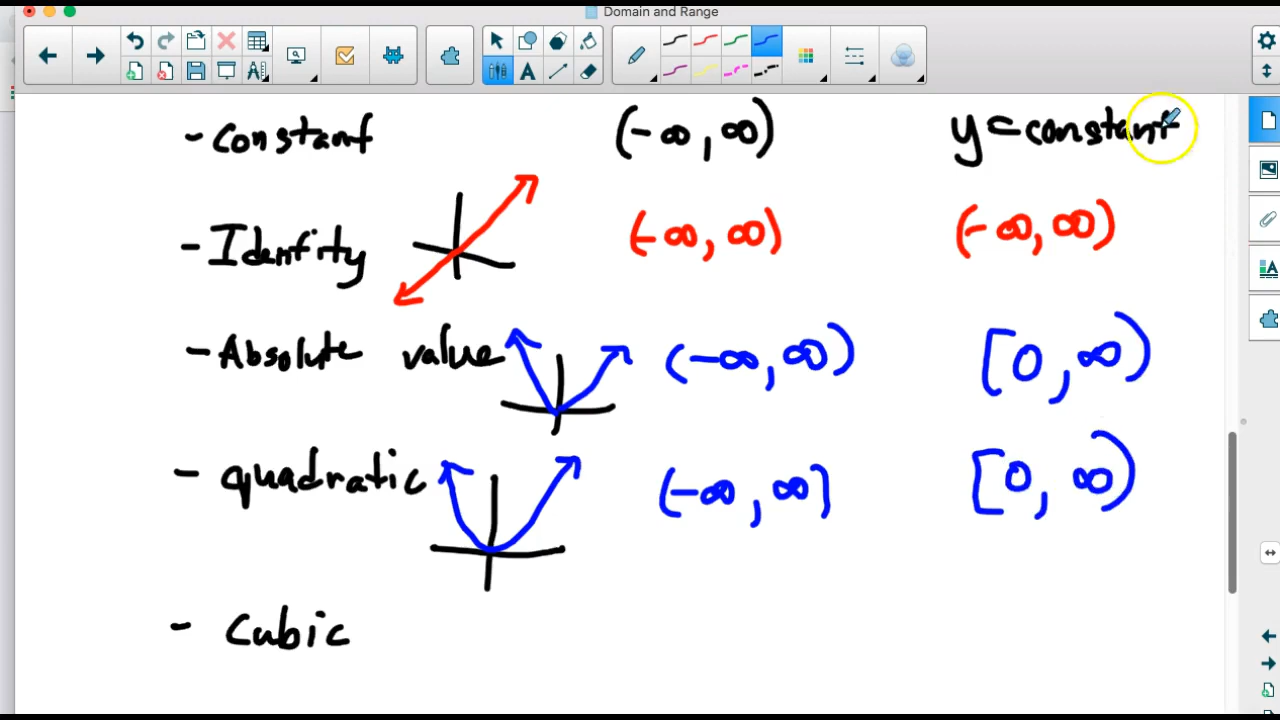 Domain and Range
- Constant (-∞, ∞) y = constant
- Identity (-∞, ∞) (-∞, ∞)
- Absolute value (-∞, ∞) [0, ∞)
- quadratic (-∞, ∞) [0, ∞)
- Cubic